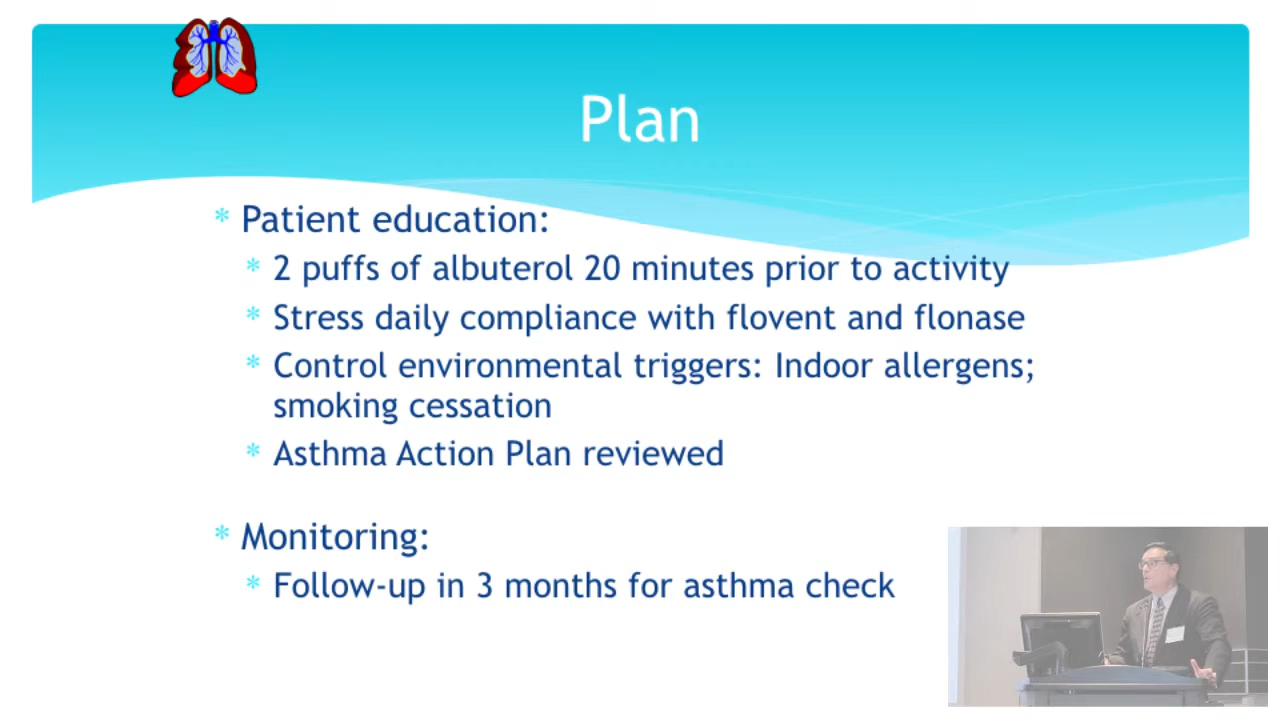 Plan
* Patient education:
* 2 puffs of albuterol 20 minutes prior to activity
* Stress daily compliance with flovent and flonase
* Control environmental triggers: Indoor allergens;
smoking cessation
* Asthma Action Plan reviewed
* Monitoring:
* Follow-up in 3 months for asthma check